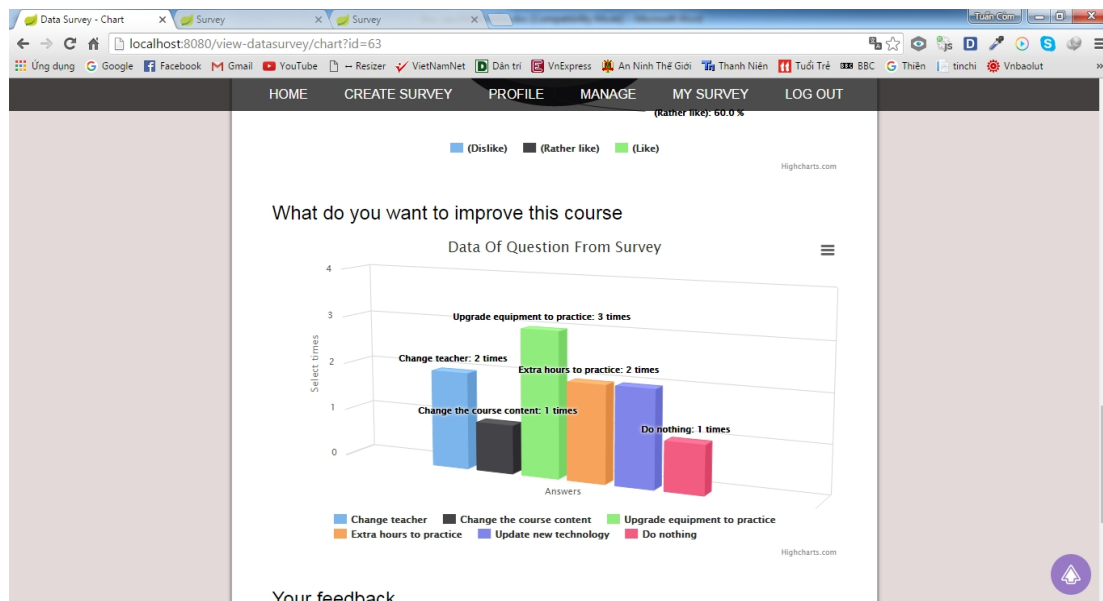 Data Survey - Chart
Survey
Survey
Tuấn Còm
localhost:8080/view-datasurvey/chart?id=63
Ứng dụng Google Facebook Gmail YouTube -- Resizer VietNamNet Dân trí VnExpress An Ninh Thế Giới Thanh Niên Tuổi Trẻ BBC Thiên tinchi Vnbaolut »
HOME CREATE SURVEY PROFILE MANAGE MY SURVEY LOG OUT
(Rather like): 60.0 %
(Dislike) (Rather like) (Like)
Highcharts.com
What do you want to improve this course
Data Of Question From Survey
4
3
2
1
0
Select times
Upgrade equipment to practice: 3 times
Change teacher: 2 times
Extra hours to practice: 2 times
Change the course content: 1 times
Do nothing: 1 times
Answers
Change teacher Change the course content Upgrade equipment to practice
Extra hours to practice Update new technology Do nothing
Highcharts.com
Your feedback